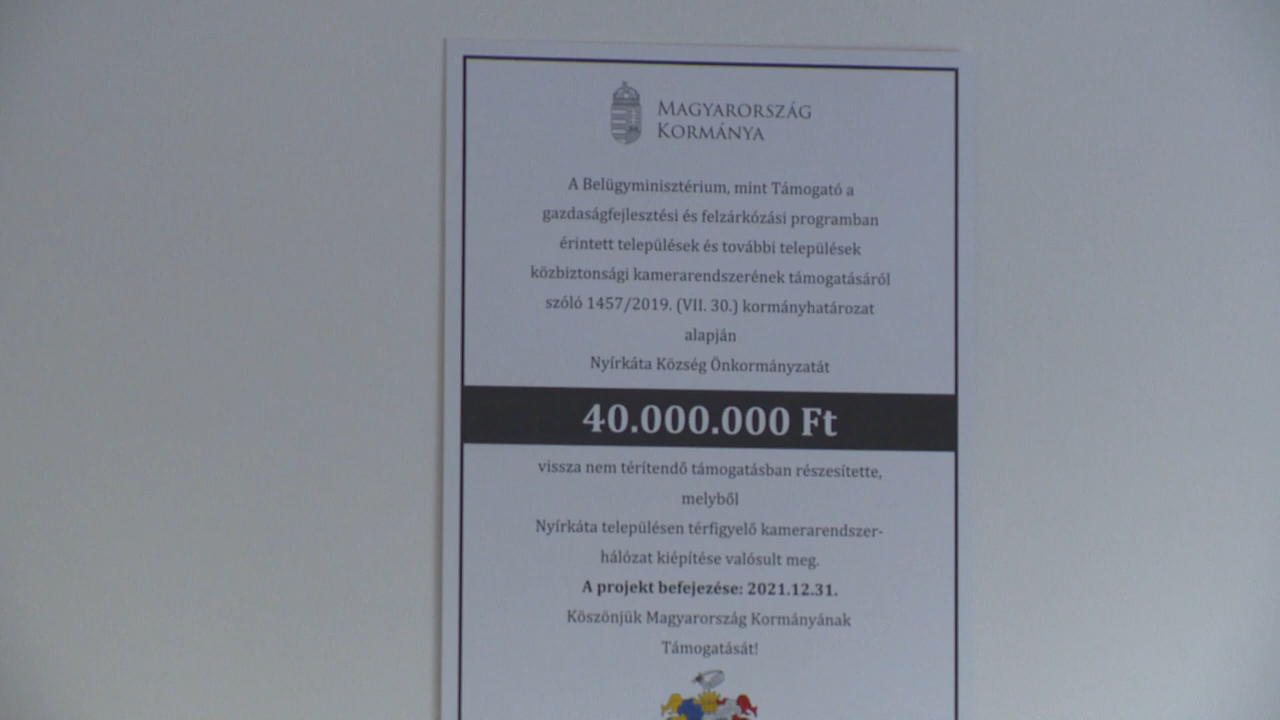 MAGYARORSZÁG
KORMÁNYA
A Belügyminisztérium, mint Támogató a
gazdaságfejlesztési és felzárkózási programban
érintett települések és további települések
közbiztonsági kamerarendszerének támogatásáról
szóló 1457/2019. (VII. 30.) kormányhatározat
alapján
Nyírkáta Község Önkormányzatát
40.000.000 Ft
vissza nem térítendő támogatásban részesítette,
melyből
Nyírkáta településen térfigyelő kamerarendszer-
hálózat kiépítése valósult meg.
A projekt befejezése: 2021.12.31.
Köszönjük Magyarország Kormányának
Támogatását!